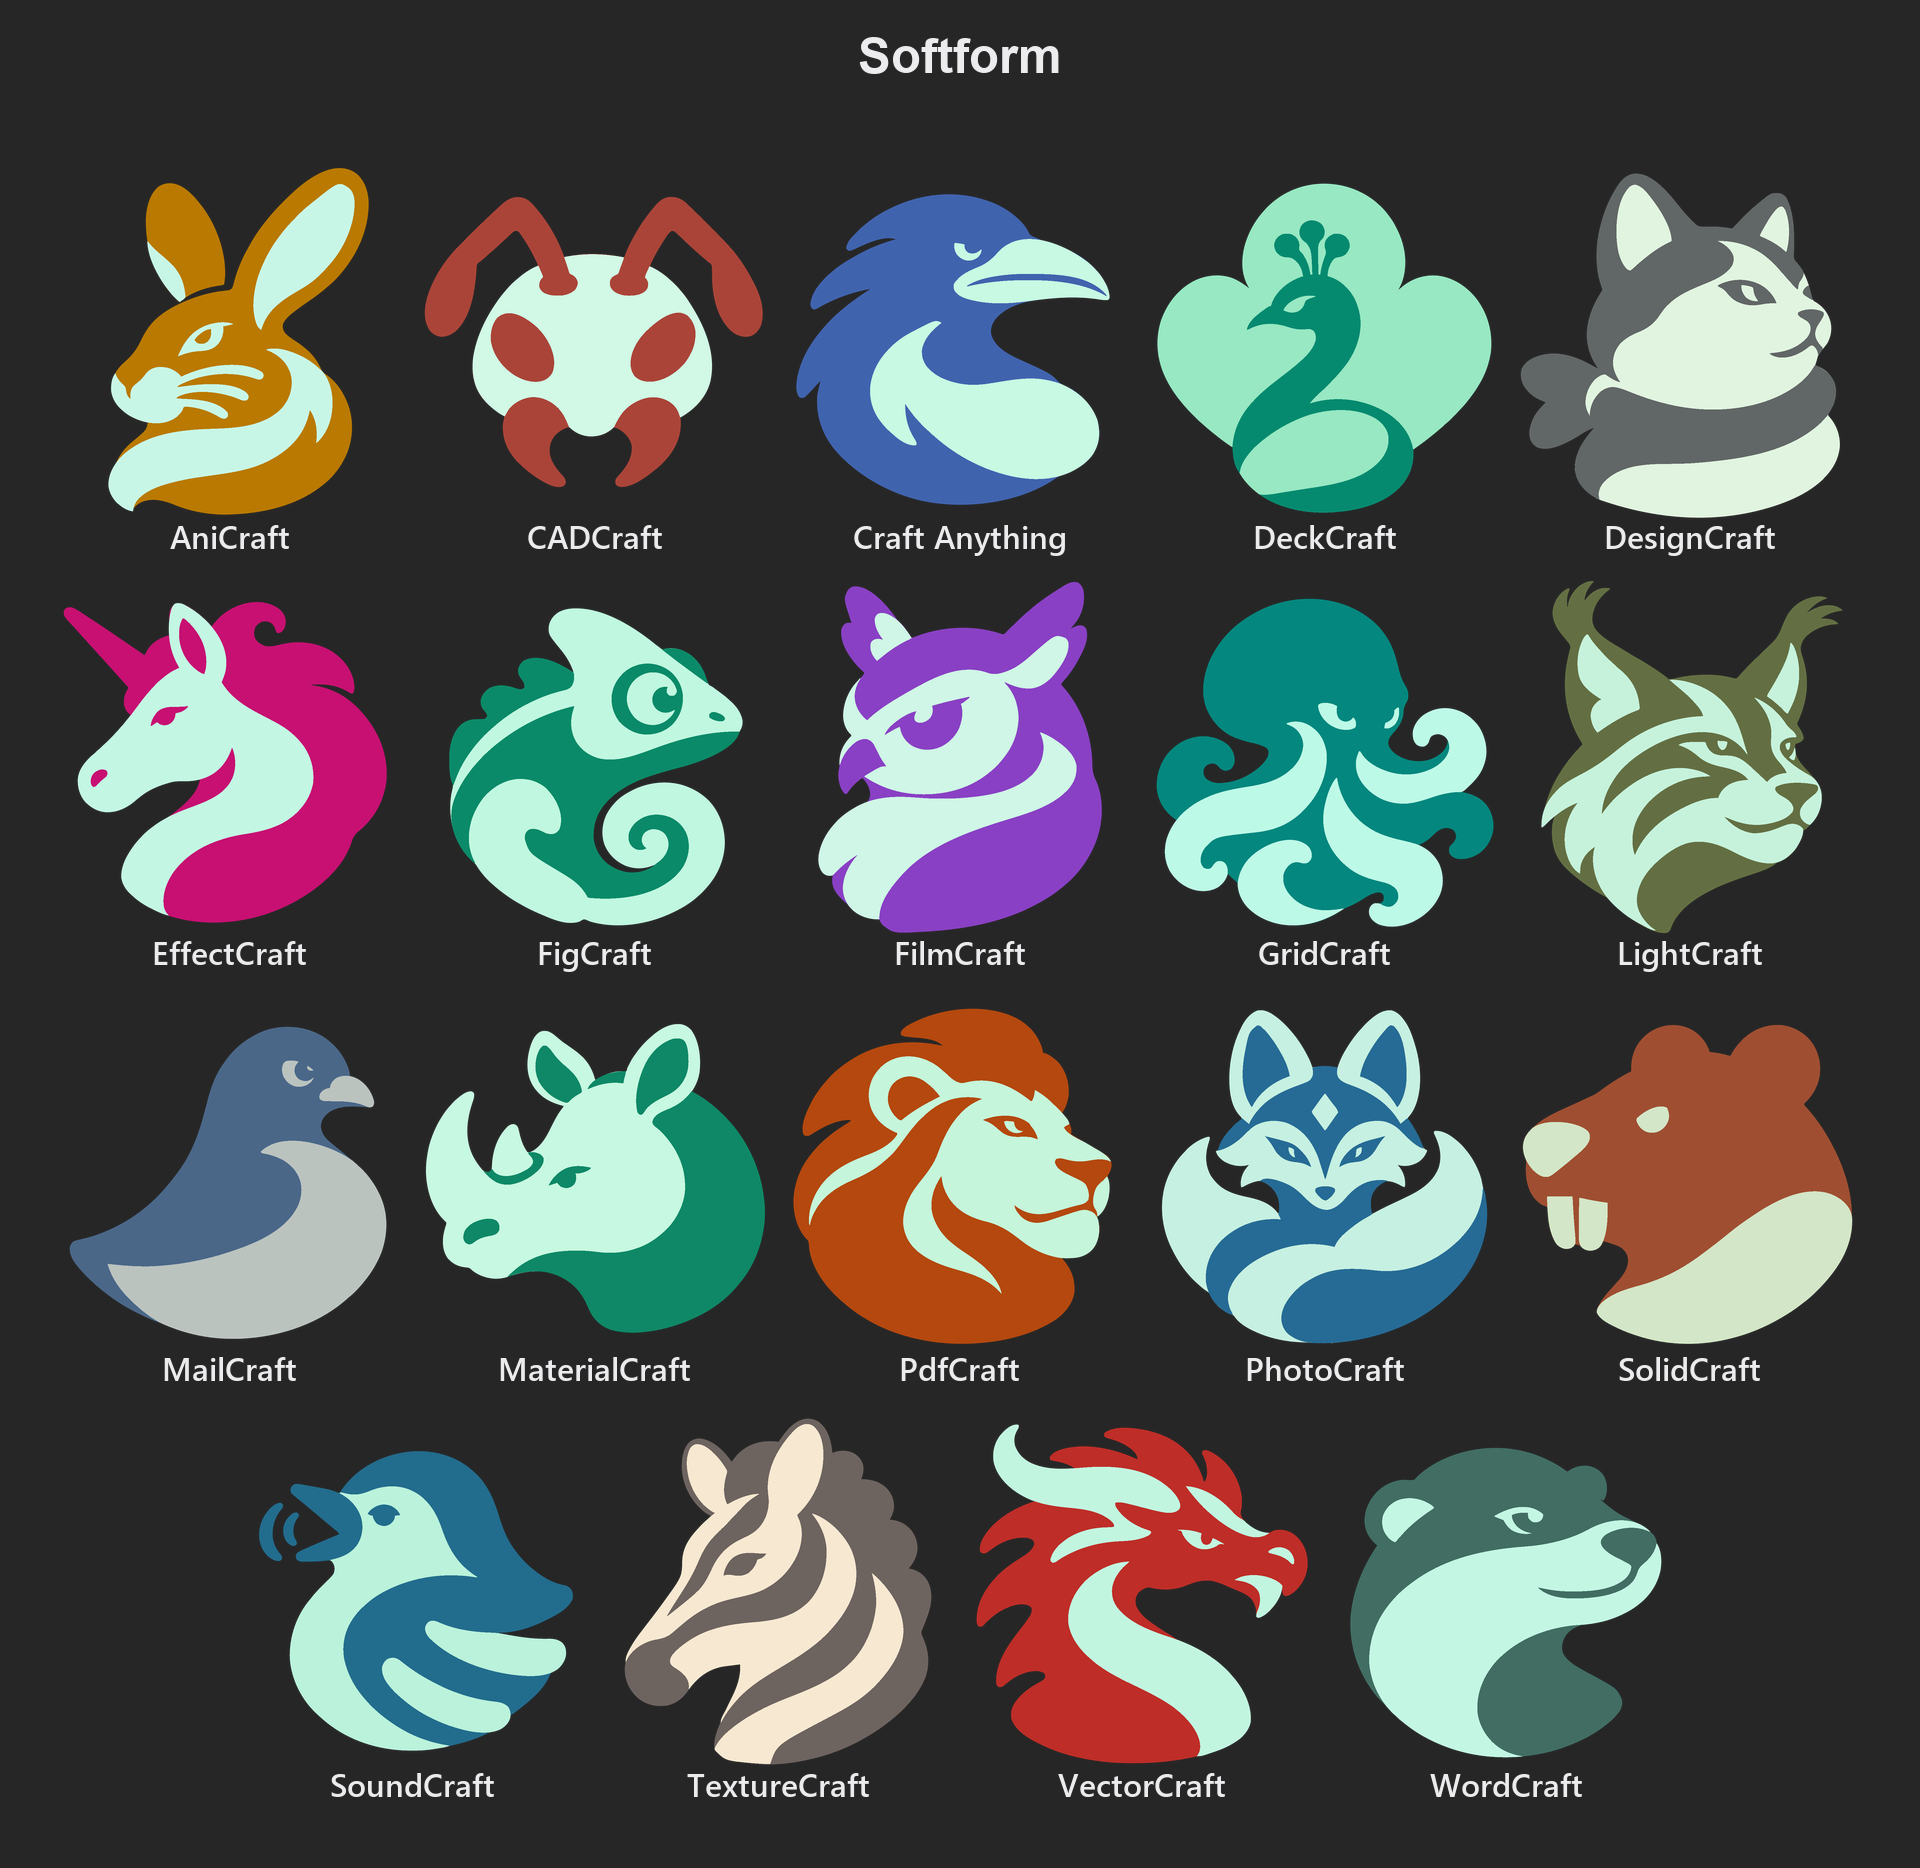 Softform
AniCraft
CADCraft
Craft Anything
DeckCraft
DesignCraft
EffectCraft
FigCraft
FilmCraft
GridCraft
LightCraft
MailCraft
MaterialCraft
PdfCraft
PhotoCraft
SolidCraft
SoundCraft
TextureCraft
VectorCraft
WordCraft